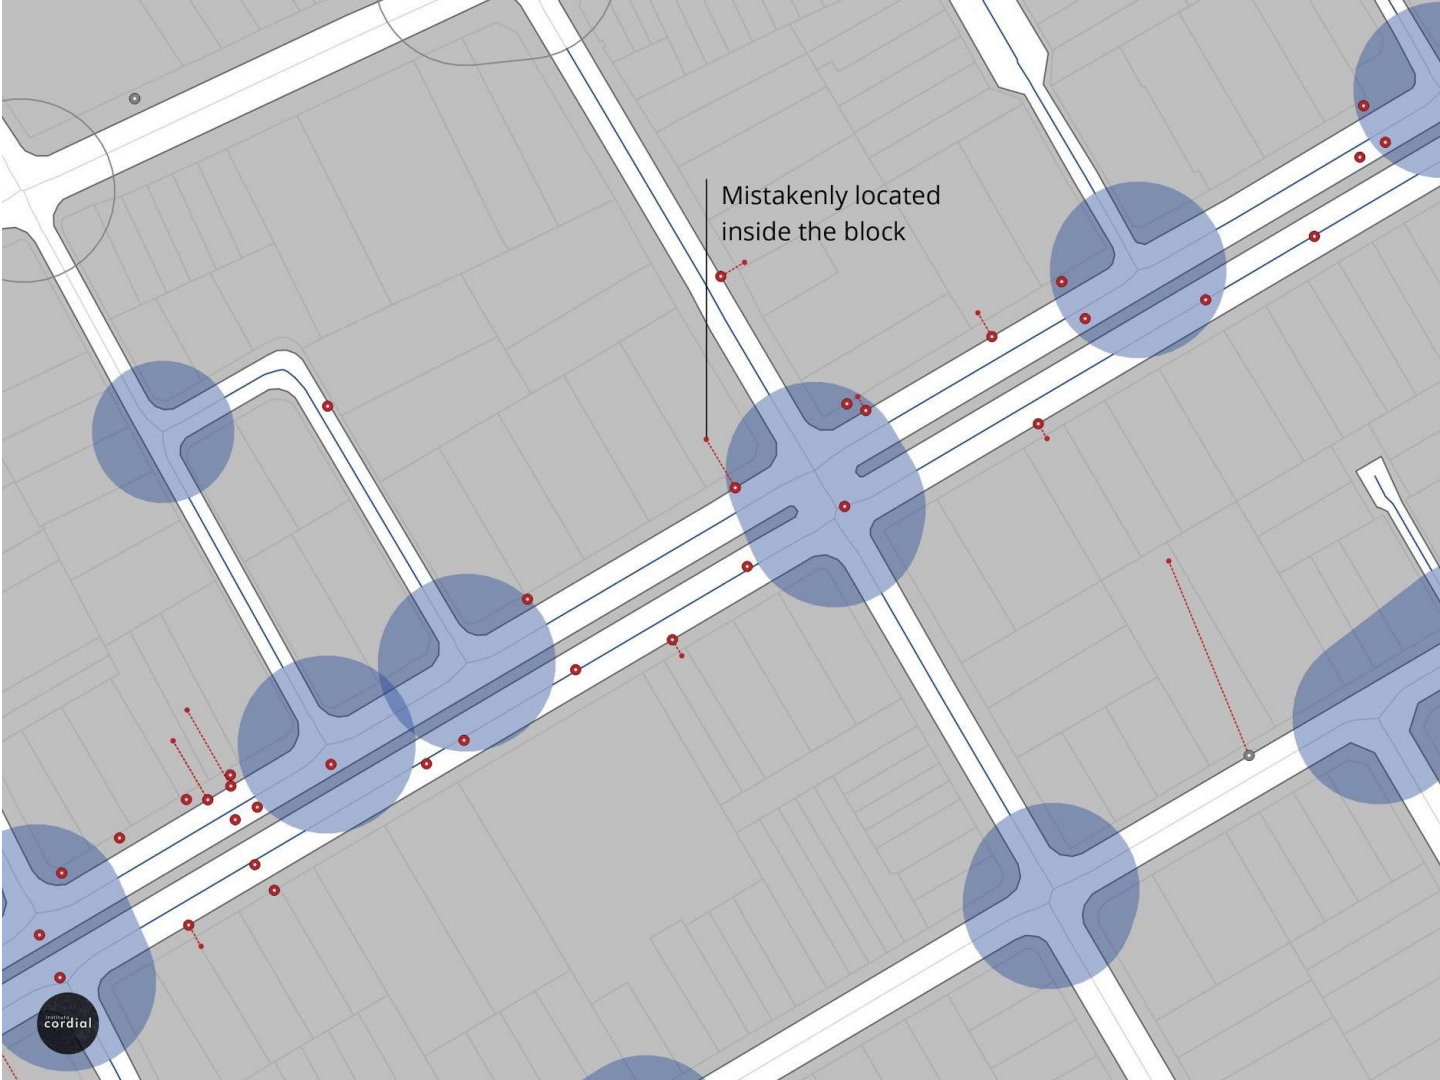 Mistakenly located
inside the block
instituto
cordial